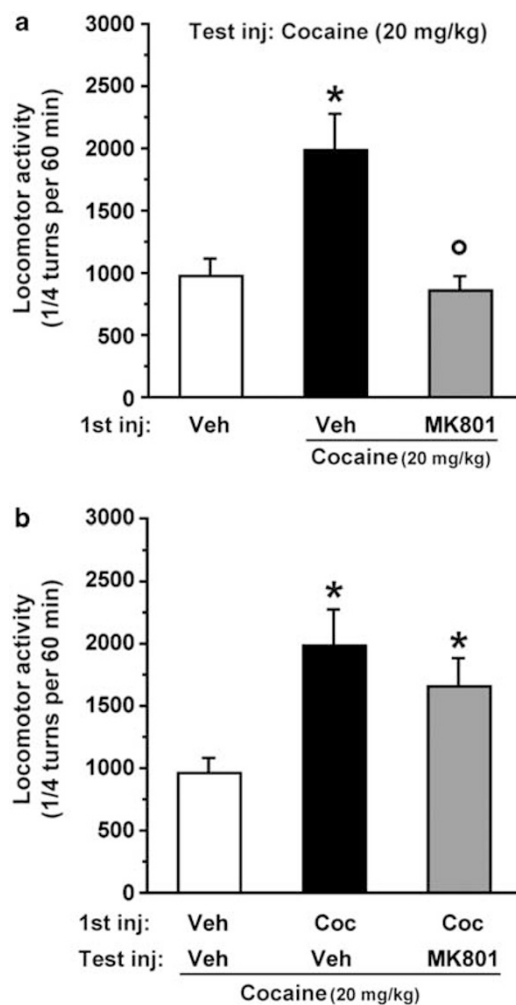 a
Test inj: Cocaine (20 mg/kg)
Locomotor activity
(1/4 turns per 60 min)
3000
2500
2000
1500
1000
500
0
*
°
1st inj: Veh Veh MK801
Cocaine (20 mg/kg)
b
Locomotor activity
(1/4 turns per 60 min)
3000
2500
2000
1500
1000
500
0
*
*
1st inj: Veh Coc Coc
Test inj: Veh Veh MK801
Cocaine (20 mg/kg)